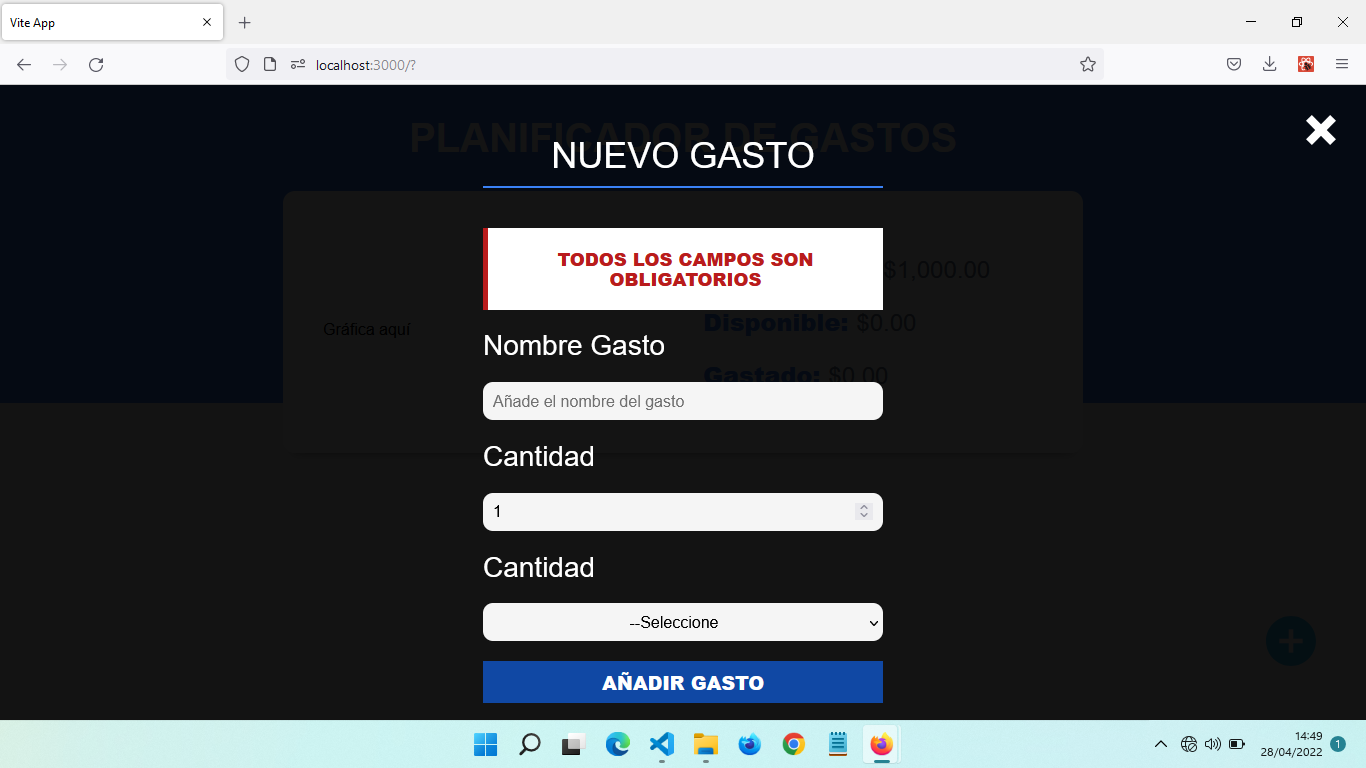 Vite App
localhost:3000/?
PLANIFICADOR DE GASTOS
NUEVO GASTO
TODOS LOS CAMPOS SON
OBLIGATORIOS
$1,000.00
Gráfica aquí
Disponible: $0.00
Gastado: $0.00
Nombre Gasto
Añade el nombre del gasto
Cantidad
1
Cantidad
--Seleccione
AÑADIR GASTO
14:49
28/04/2022
1